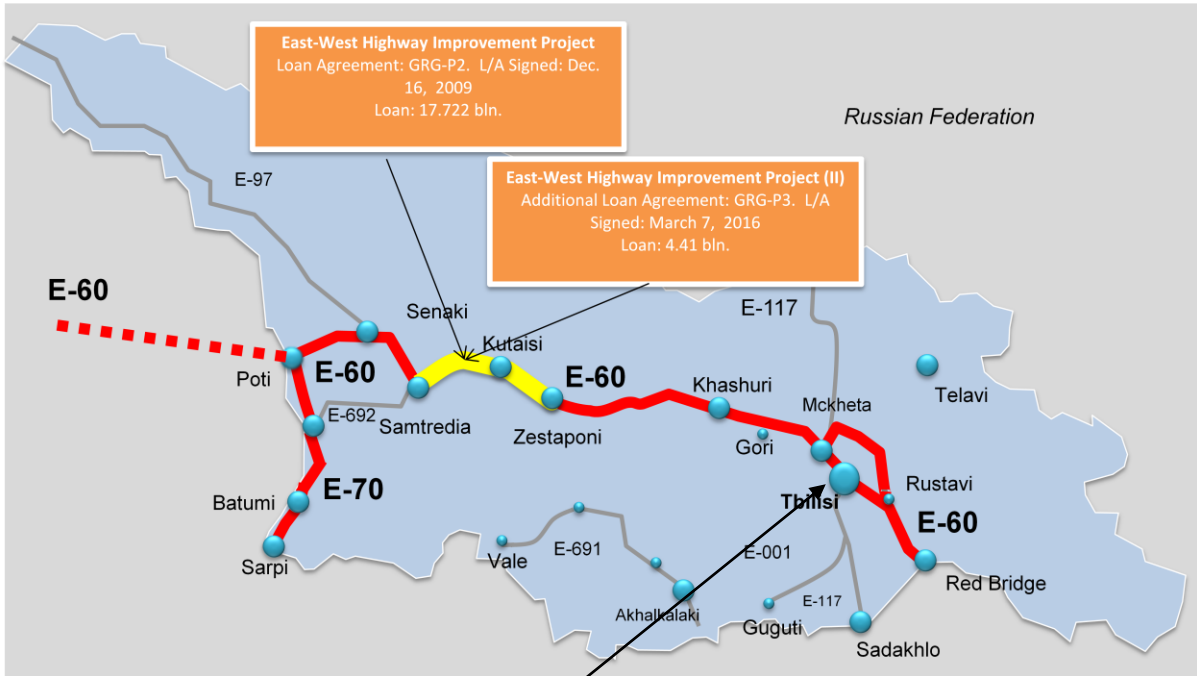 East-West Highway Improvement Project
Loan Agreement: GRG-P2.  L/A Signed: Dec.
16,  2009
Loan: 17.722 bln.
Russian Federation
East-West Highway Improvement Project (II)
Additional Loan Agreement: GRG-P3.  L/A
Signed: March 7,  2016
Loan: 4.41 bln.
E-97
E-60
Senaki
E-117
Kutaisi
Poti
E-60
E-60
Khashuri
Telavi
E-692
Samtredia
Zestaponi
Mckheta
Gori
E-70
Batumi
Tbilisi
Rustavi
E-60
Sarpi
Vale
E-691
E-001
Red Bridge
Akhalkalaki
E-117
Guguti
Sadakhlo